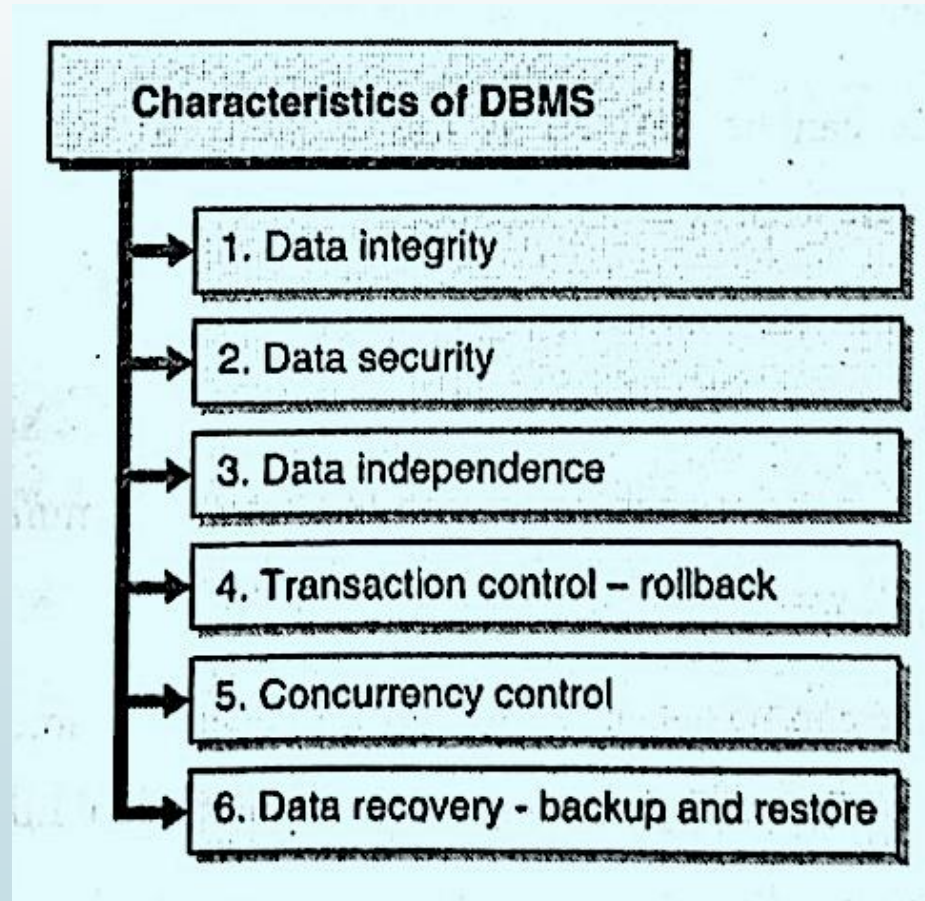 Characteristics of DBMS
1. Data integrity
2. Data security
3. Data independence
4. Transaction control – rollback
5. Concurrency control
6. Data recovery - backup and restore